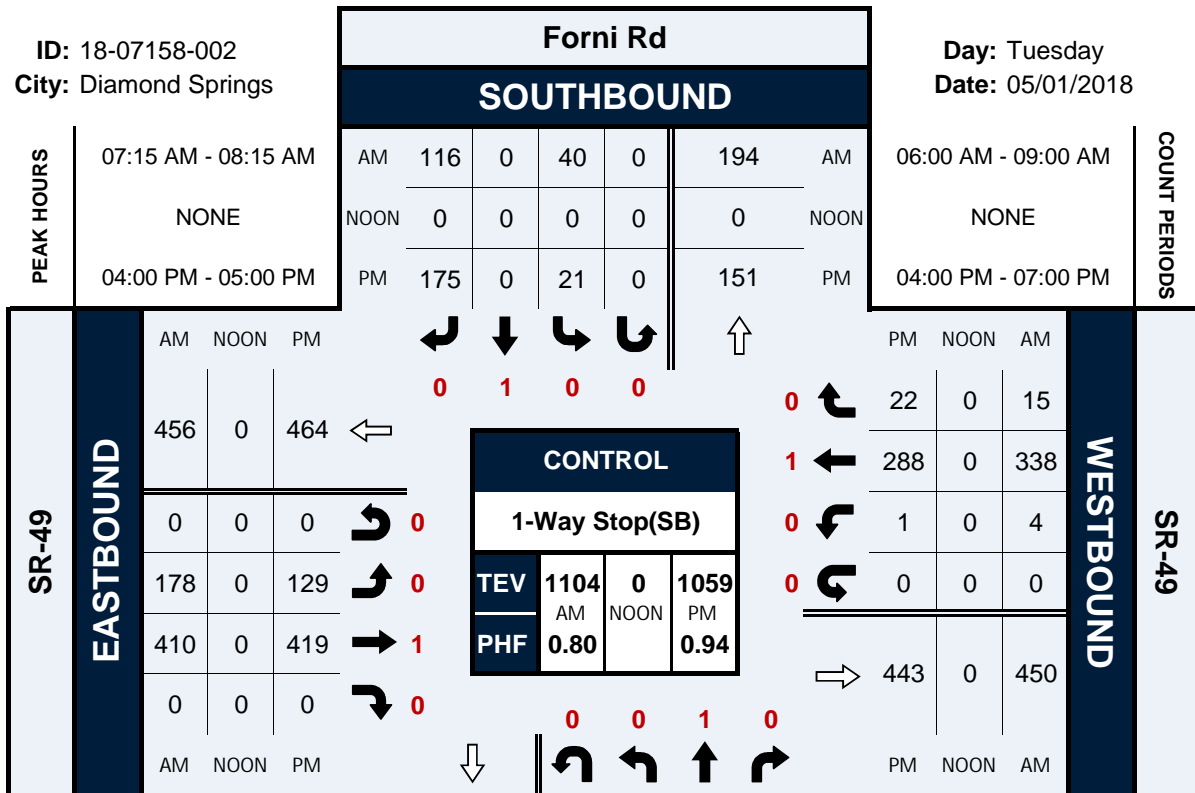 ID: 18-07158-002
City: Diamond Springs
Forni Rd
SOUTHBOUND
Day: Tuesday
Date: 05/01/2018
PEAK HOURS
07:15 AM - 08:15 AM
NONE
04:00 PM - 05:00 PM
AM 116 0 40 0 194 AM
NOON 0 0 0 0 0 NOON
PM 175 0 21 0 151 PM
06:00 AM - 09:00 AM
NONE
04:00 PM - 07:00 PM
COUNT PERIODS
0 1 0 0
SR-49
EASTBOUND
AM NOON PM
456 0 464
0 0 0 0
178 0 129 0
410 0 419 1
0 0 0 0
AM NOON PM
CONTROL
1-Way Stop(SB)
TEV 1104 0 1059
AM NOON PM
PHF 0.80 0.94
PM NOON AM
0 22 0 15
1 288 0 338
0 1 0 4
0 0 0 0
443 0 450
PM NOON AM
WESTBOUND
SR-49
0 0 1 0